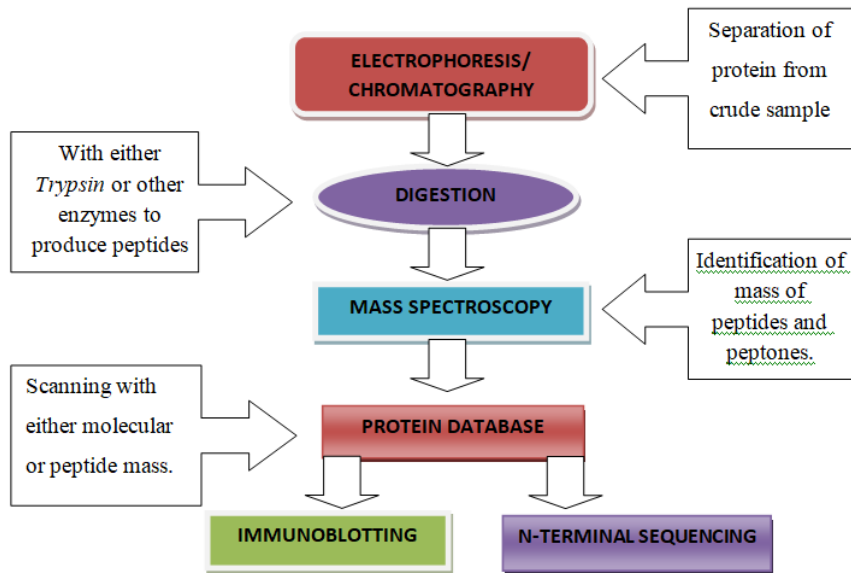 ELECTROPHORESIS/
CHROMATOGRAPHY
Separation of
protein from
crude sample
With either
Trypsin or other
enzymes to
produce peptides
DIGESTION
MASS SPECTROSCOPY
Identification of
mass of
peptides and
peptones.
Scanning with
either molecular
or peptide mass.
PROTEIN DATABASE
IMMUNOBLOTTING
N-TERMINAL SEQUENCING